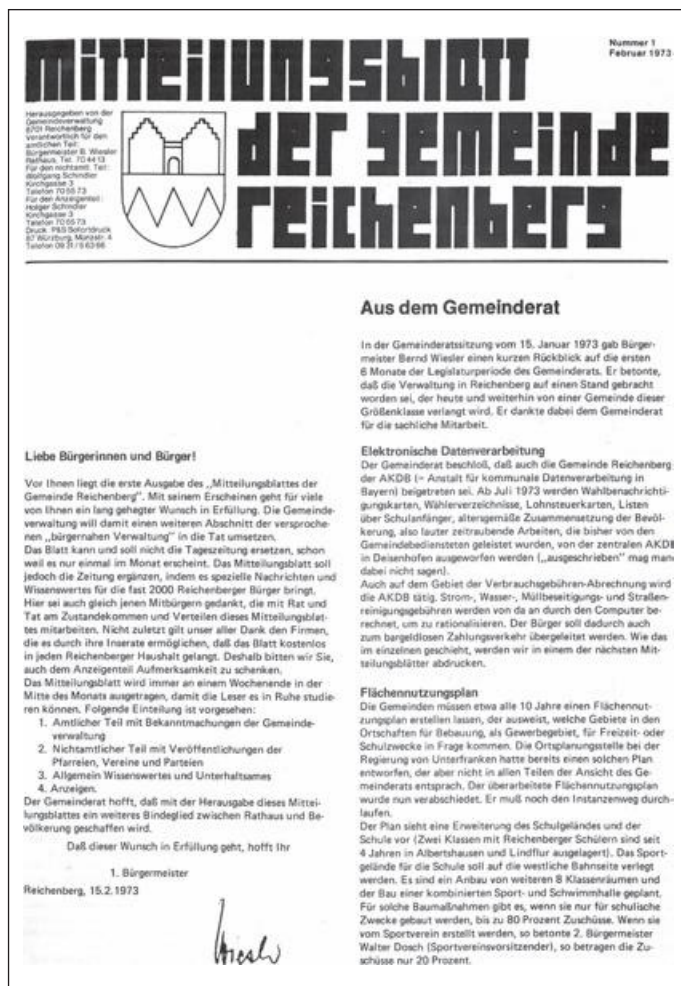 Nummer 1
Februar 1973
mitteilungsblatt
der gemeinde
reichenberg
Herausgegeben von der
Gemeindeverwaltung
8701 Reichenberg
Verantwortlich für den
amtlichen Teil:
Bürgermeister B. Wiesler
Rathaus, Tel. 7 04 4 13
Für den nichtamtl. Teil:
Wolfgang Schindler
Kirchgasse 3
Telefon 70 55 73
Für den Anzeigenteil:
Holger Schindler
Kirchgasse 3
Telefon 70 55 73
Druck: P&S Sofortdruck
87 Würzburg, Münzstr. 4
Telefon 09 31 / 5 63 66
Liebe Bürgerinnen und Bürger!
Vor Ihnen liegt die erste Ausgabe des „Mitteilungsblattes der
Gemeinde Reichenberg“. Mit seinem Erscheinen geht für viele
von Ihnen ein lang gehegter Wunsch in Erfüllung. Die Gemeinde-
verwaltung will damit einen weiteren Abschnitt der versproche-
nen „bürgernahen Verwaltung“ in die Tat umsetzen.
Das Blatt kann und soll nicht die Tageszeitung ersetzen, schon
weil es nur einmal im Monat erscheint. Das Mitteilungsblatt soll
jedoch die Zeitung ergänzen, indem es spezielle Nachrichten und
Wissenswertes für die fast 2000 Reichenberger Bürger bringt.
Hier sei auch gleich jenen Mitbürgern gedankt, die mit Rat und
Tat am Zustandekommen und Verteilen dieses Mitteilungsblat-
tes mitarbeiten. Nicht zuletzt gilt unser aller Dank den Firmen,
die es durch ihre Inserate ermöglichen, daß das Blatt kostenlos
in jeden Reichenberger Haushalt gelangt. Deshalb bitten wir Sie,
auch dem Anzeigenteil Aufmerksamkeit zu schenken.
Das Mitteilungsblatt wird immer an einem Wochenende in der
Mitte des Monats ausgetragen, damit die Leser es in Ruhe studie-
ren können. Folgende Einteilung ist vorgesehen:
1. Amtlicher Teil mit Bekanntmachungen der Gemeinde-
verwaltung
2. Nichtamtlicher Teil mit Veröffentlichungen der
Pfarreien, Vereine und Parteien
3. Allgemein Wissenswertes und Unterhaltsames
4. Anzeigen.
Der Gemeinderat hofft, daß mit der Herausgabe dieses Mittei-
lungsblattes ein weiteres Bindeglied zwischen Rathaus und Be-
völkerung geschaffen wird.
Daß dieser Wunsch in Erfüllung geht, hofft Ihr
1. Bürgermeister
Reichenberg, 15.2.1973
Wiesler
Aus dem Gemeinderat
In der Gemeinderatssitzung vom 15. Januar 1973 gab Bürger-
meister Bernd Wiesler einen kurzen Rückblick auf die ersten
6 Monate der Legislaturperiode des Gemeinderats. Er betonte,
daß die Verwaltung in Reichenberg auf einen Stand gebracht
worden sei, der heute und weiterhin von einer Gemeinde dieser
Größenklasse verlangt wird. Er dankte dabei dem Gemeinderat
für die sachliche Mitarbeit.
Elektronische Datenverarbeitung
Der Gemeinderat beschloß, daß auch die Gemeinde Reichenberg
der AKDB (= Anstalt für kommunale Datenverarbeitung in
Bayern) beigetreten sei. Ab Juli 1973 werden Wahlbenachrichti-
gungskarten, Wählerverzeichnisse, Lohnsteuerkarten, Listen
über Schulanfänger, altersgemäße Zusammensetzung der Bevöl-
kerung, also lauter zeitraubende Arbeiten, die bisher von den
Gemeindebediensteten geleistet wurden, von der zentralen AKDB
in Deisenhofen ausgeworfen werden („ausgeschrieben“ mag man
dabei nicht sagen).
Auch auf dem Gebiet der Verbrauchsgebühren-Abrechnung wird
die AKDB tätig. Strom-, Wasser-, Müllbeseitigungs- und Straßen-
reinigungsgebühren werden von da an durch den Computer be-
rechnet, um zu rationalisieren. Der Bürger soll dadurch auch
zum bargeldlosen Zahlungsverkehr übergeleitet werden. Wie das
im einzelnen geschieht, werden wir in einem der nächsten Mit-
teilungsblätter abdrucken.
Flächennutzungsplan
Die Gemeinden müssen etwa alle 10 Jahre einen Flächennut-
zungsplan erstellen lassen, der ausweist, welche Gebiete in den
Ortschaften für Bebauung, als Gewerbegebiet, für Freizeit- oder
Schulzwecke in Frage kommen. Die Ortsplanungsstelle bei der
Regierung von Unterfranken hatte bereits einen solchen Plan
entworfen, der aber nicht in allen Teilen der Ansicht des Ge-
meinderats entsprach. Der überarbeitete Flächennutzungsplan
wurde nun verabschiedet. Er muß noch den Instanzenweg durch-
laufen.
Der Plan sieht eine Erweiterung des Schulgeländes und der
Schule vor (Zwei Klassen mit Reichenberger Schülern sind seit
4 Jahren in Albertshausen und Lindflur ausgelagert). Das Sport-
gelände für die Schule soll auf die westliche Bahnseite verlegt
werden. Es sind ein Anbau von weiteren 8 Klassenräumen und
der Bau einer kombinierten Sport- und Schwimmhalle geplant.
Für solche Baumaßnahmen gibt es, wenn sie nur für schulische
Zwecke gebaut werden, bis zu 80 Prozent Zuschüsse. Wenn sie
vom Sportverein erstellt werden, so betonte 2. Bürgermeister
Walter Dosch (Sportvereinsvorsitzender), so betragen die Zu-
schüsse nur 20 Prozent.